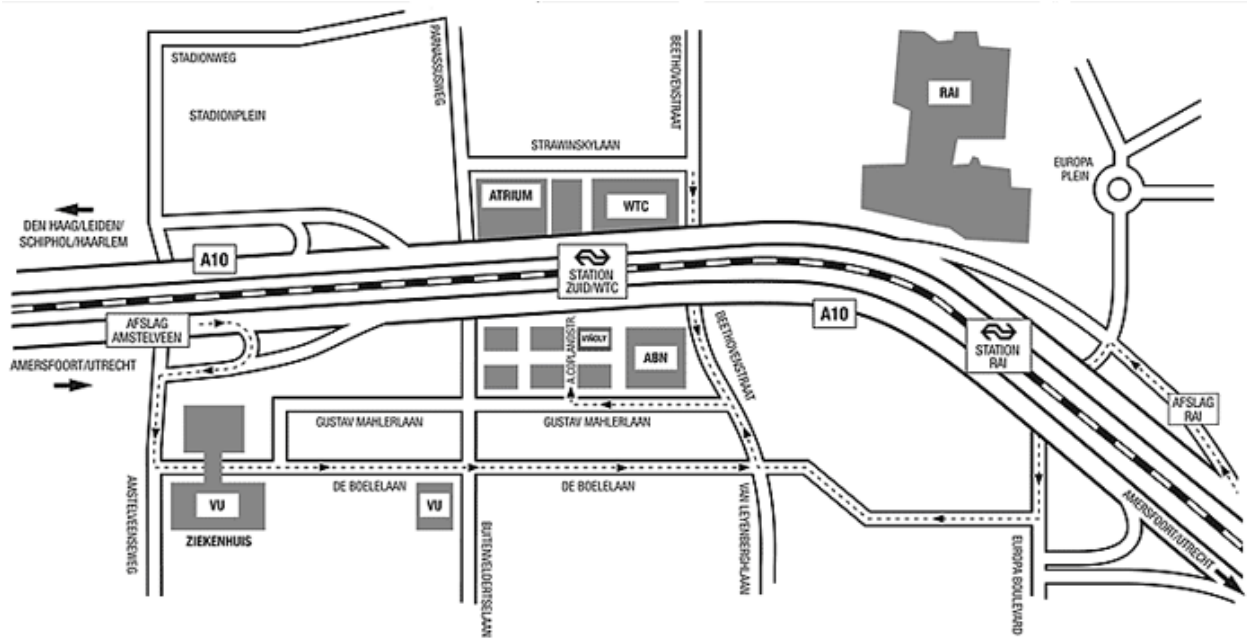 STADIONWEG
STADIONPLEIN
PARNASSUSWEG
BEETHOVENSTRAAT
STRAWINSKYLAAN
RAI
EUROPA
PLEIN
ATRIUM
WTC
DEN HAAG/LEIDEN/
SCHIPHOL/HAARLEM
A10
STATION
ZUID/WTC
A10
AFSLAG
AMSTELVEEN
AMERSFOORT/UTRECHT
A.COPLANDSTR.
VIÑOLY
ABN
BEETHOVENSTRAAT
STATION
RAI
AFSLAG
RAI
GUSTAV MAHLERLAAN
GUSTAV MAHLERLAAN
DE BOELELAAN
DE BOELELAAN
VU
VU
ZIEKENHUIS
AMSTELVEENSEWEG
BUITENVELDERTSELAAN
VAN LEYENBERGHLAAN
EUROPA BOULEVARD
AMERSFOORT/UTRECHT